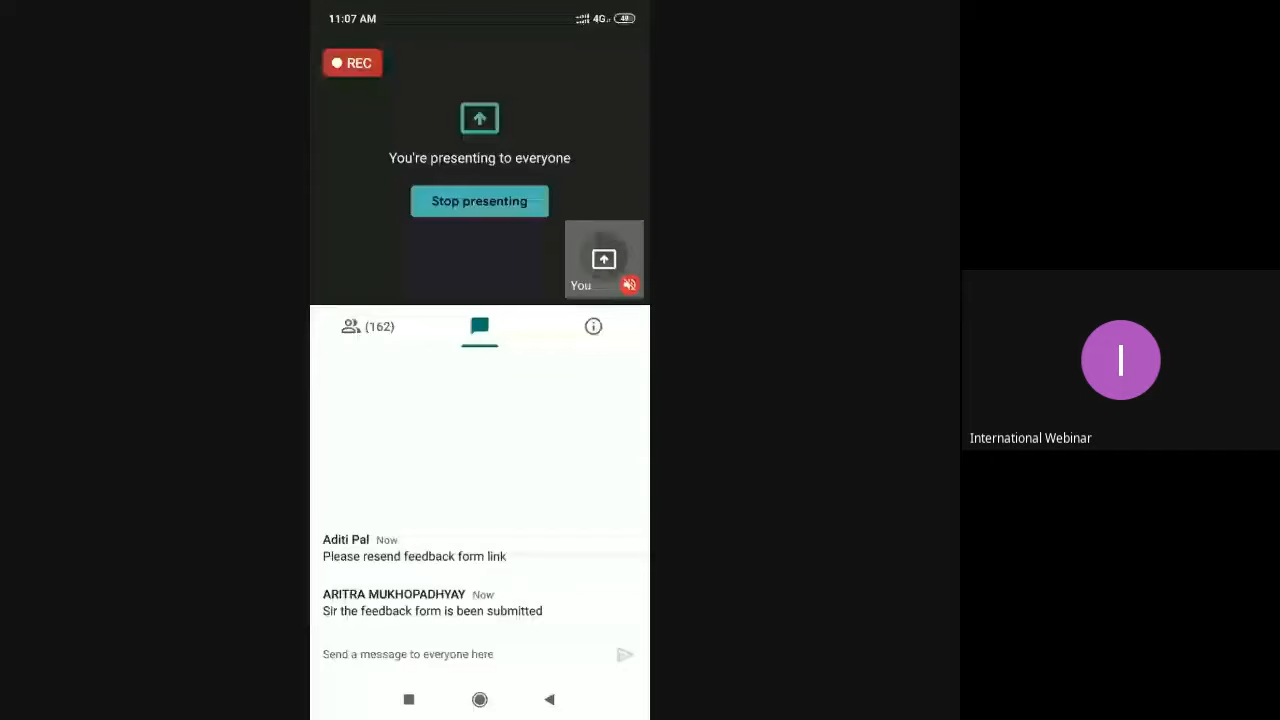 11:07 AM
4G
49
REC
You're presenting to everyone
Stop presenting
You
(162)
Aditi Pal Now
Please resend feedback form link
ARITRA MUKHOPADHYAY Now
Sir the feedback form is been submitted
Send a message to everyone here
I
International Webinar